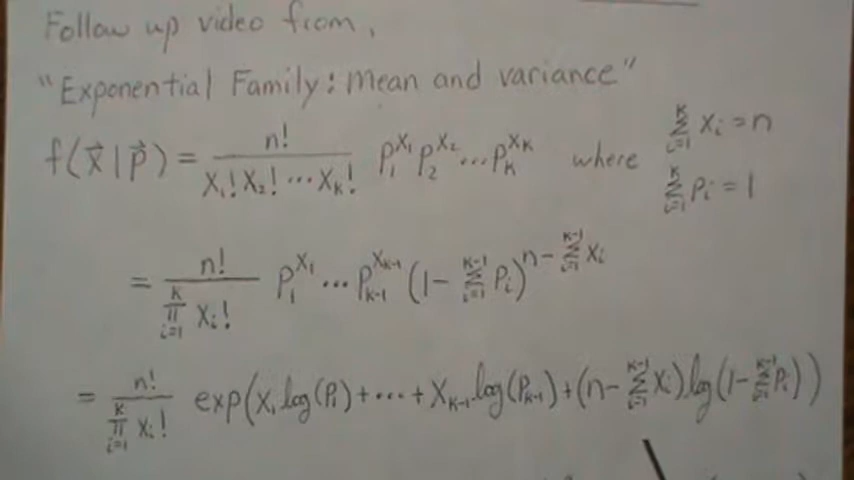 Follow up video from,
"Exponential Family: Mean and variance"
f(x⃗ | p⃗) = n! / (x₁! x₂! ⋯ x_K!) p₁^{x₁} p₂^{x₂} ⋯ p_K^{x_K} where Σ_{i=1}^{K} x_i = n
Σ_{i=1}^{K} p_i = 1
= n! / (∏_{i=1}^{K} x_i!) p₁^{x₁} ⋯ p_{K-1}^{x_{K-1}} (1 - Σ_{i=1}^{K-1} p_i)^{n - Σ_{i=1}^{K-1} x_i}
= n! / (∏_{i=1}^{K} x_i!) exp(x₁ log(p₁) + ⋯ + x_{K-1} log(p_{K-1}) + (n - Σ_{i=1}^{K-1} x_i) log(1 - Σ_{i=1}^{K-1} p_i))